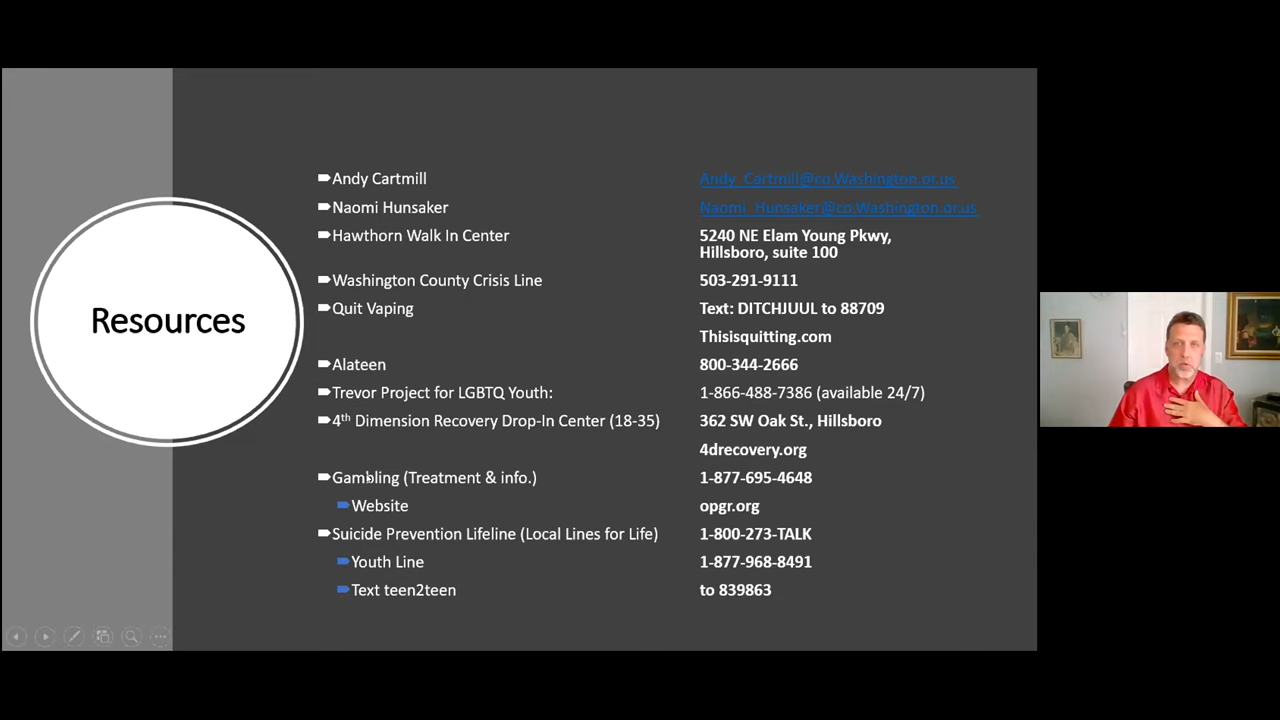 Resources
Andy Cartmill Andy_Cartmill@co.Washington.or.us
Naomi Hunsaker Naomi_Hunsaker@co.Washington.or.us
Hawthorn Walk In Center 5240 NE Elam Young Pkwy,
Hillsboro, suite 100
Washington County Crisis Line 503-291-9111
Quit Vaping Text: DITCHJUUL to 88709
Thisisquitting.com
Alateen 800-344-2666
Trevor Project for LGBTQ Youth: 1-866-488-7386 (available 24/7)
4th Dimension Recovery Drop-In Center (18-35) 362 SW Oak St., Hillsboro
4drecovery.org
Gambling (Treatment & info.) 1-877-695-4648
Website opgr.org
Suicide Prevention Lifeline (Local Lines for Life) 1-800-273-TALK
Youth Line 1-877-968-8491
Text teen2teen to 839863